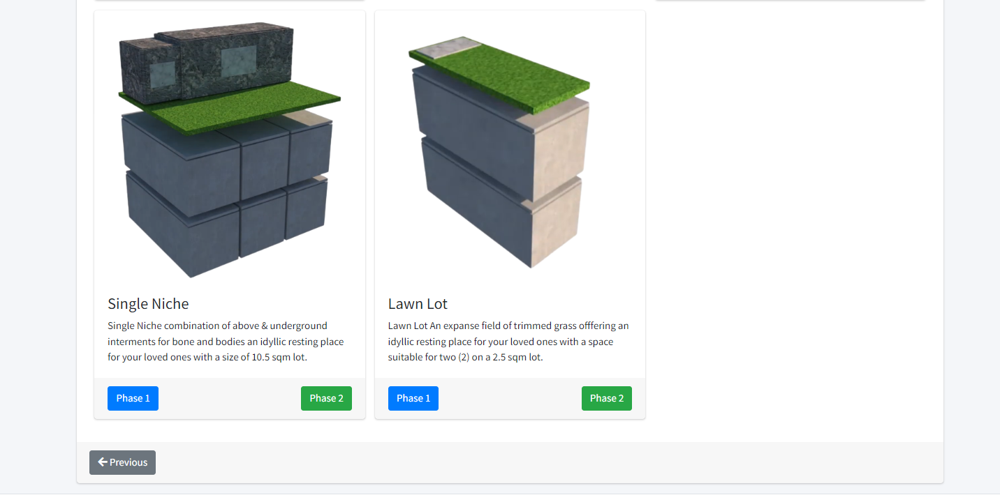 Single Niche
Single Niche combination of above & underground
interments for bone and bodies an idyllic resting place
for your loved ones with a size of 10.5 sqm lot.
Phase 1
Phase 2
Lawn Lot
Lawn Lot An expanse field of trimmed grass offfering an
idyllic resting place for your loved ones with a space
suitable for two (2) on a 2.5 sqm lot.
Phase 1
Phase 2
Previous